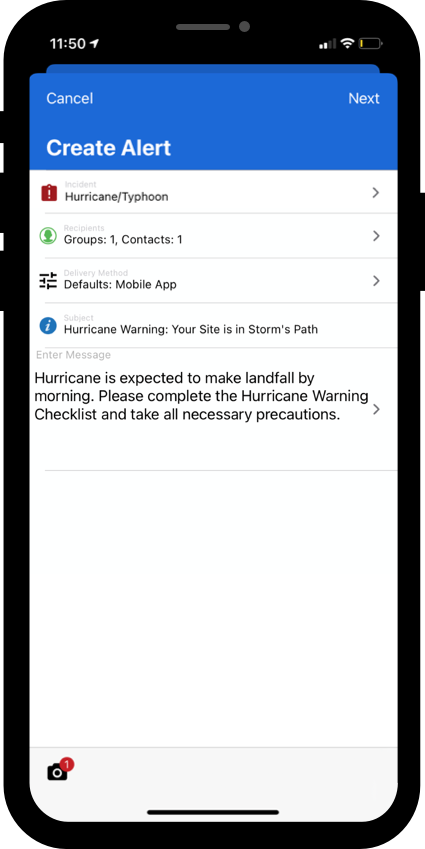 11:50
Cancel Next
Create Alert
Incident
Hurricane/Typhoon
Recipients
Groups: 1, Contacts: 1
Delivery Method
Defaults: Mobile App
Subject
Hurricane Warning: Your Site is in Storm's Path
Enter Message
Hurricane is expected to make landfall by
morning. Please complete the Hurricane Warning
Checklist and take all necessary precautions.
1